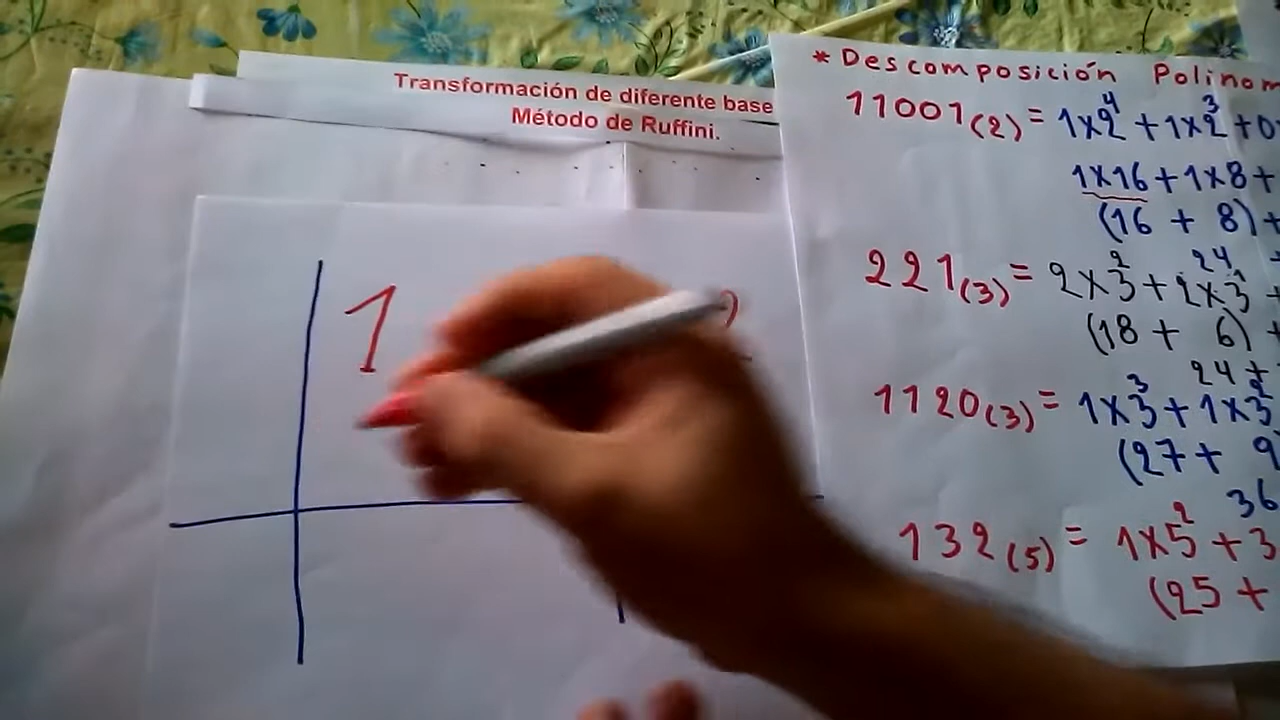 Transformación de diferente base
Método de Ruffini.
1 2
* Descomposición Polinom
11001(2) = 1x2⁴ + 1x2³ + 0
1x16 + 1x8 +
(16 + 8) +
24 +
221(3) = 2x3² + 2x3¹
(18 + 6) +
24 +
1120(3) = 1x3³ + 1x3²
(27 + 9
36
132(5) = 1x5² + 3
(25 +